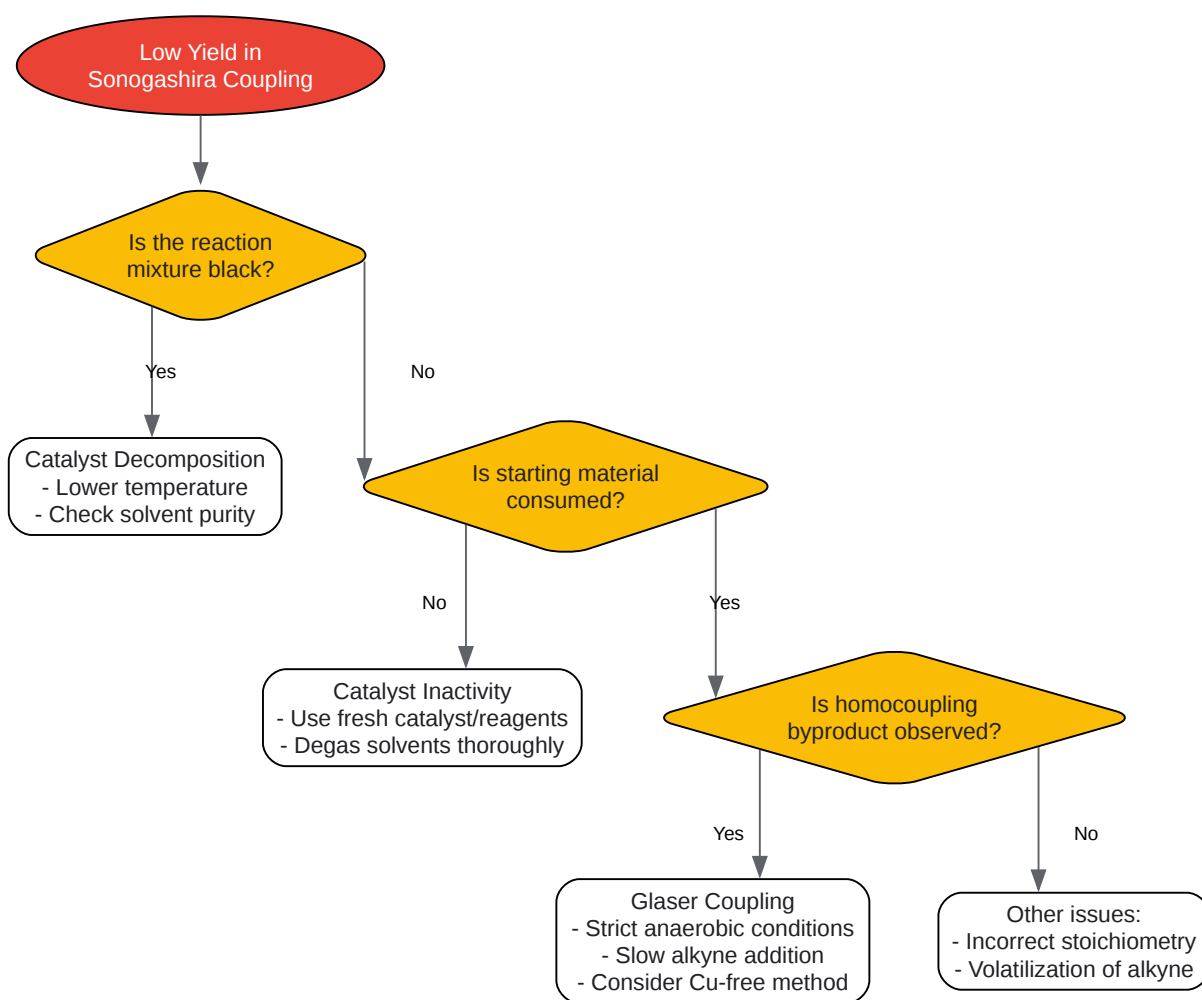 Low Yield in
Sonogashira Coupling
Is the reaction
mixture black?
Yes
No
Catalyst Decomposition
- Lower temperature
- Check solvent purity
Is starting material
consumed?
No
Yes
Catalyst Inactivity
- Use fresh catalyst/reagents
- Degas solvents thoroughly
Is homocoupling
byproduct observed?
Yes
No
Glaser Coupling
- Strict anaerobic conditions
- Slow alkyne addition
- Consider Cu-free method
Other issues:
- Incorrect stoichiometry
- Volatilization of alkyne